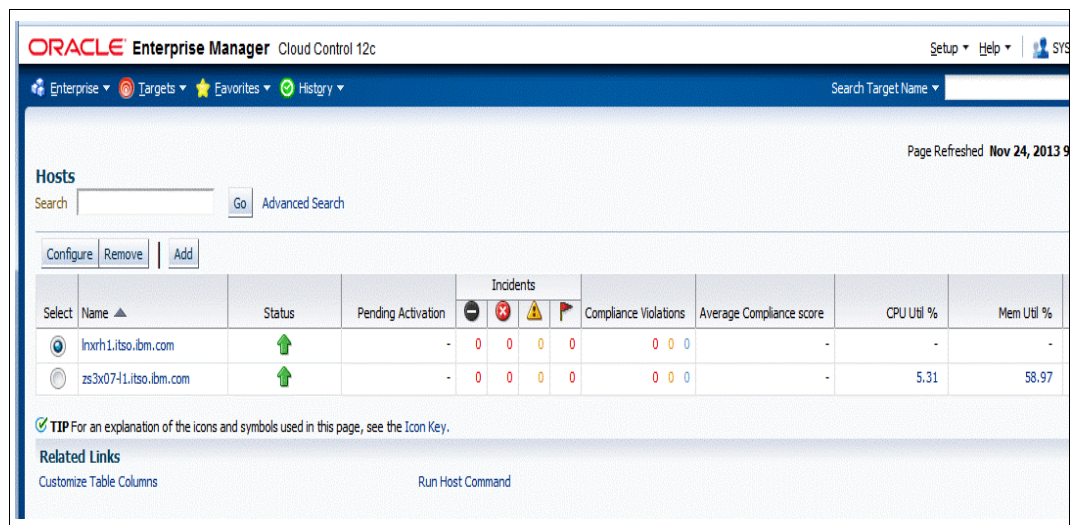 ORACLE Enterprise Manager Cloud Control 12c Setup Help SYS
Enterprise Targets Favorites History Search Target Name
Page Refreshed Nov 24, 2013 9
Hosts
Search Go Advanced Search
Configure Remove Add
Incidents
Select Name Status Pending Activation Compliance Violations Average Compliance score CPU Util % Mem Util %
lnxrh1.itso.ibm.com - 0 0 0 0 0 0 0 - - -
zs3x07-l1.itso.ibm.com - 0 0 0 0 0 0 0 - 5.31 58.97
TIP For an explanation of the icons and symbols used in this page, see the Icon Key.
Related Links
Customize Table Columns Run Host Command